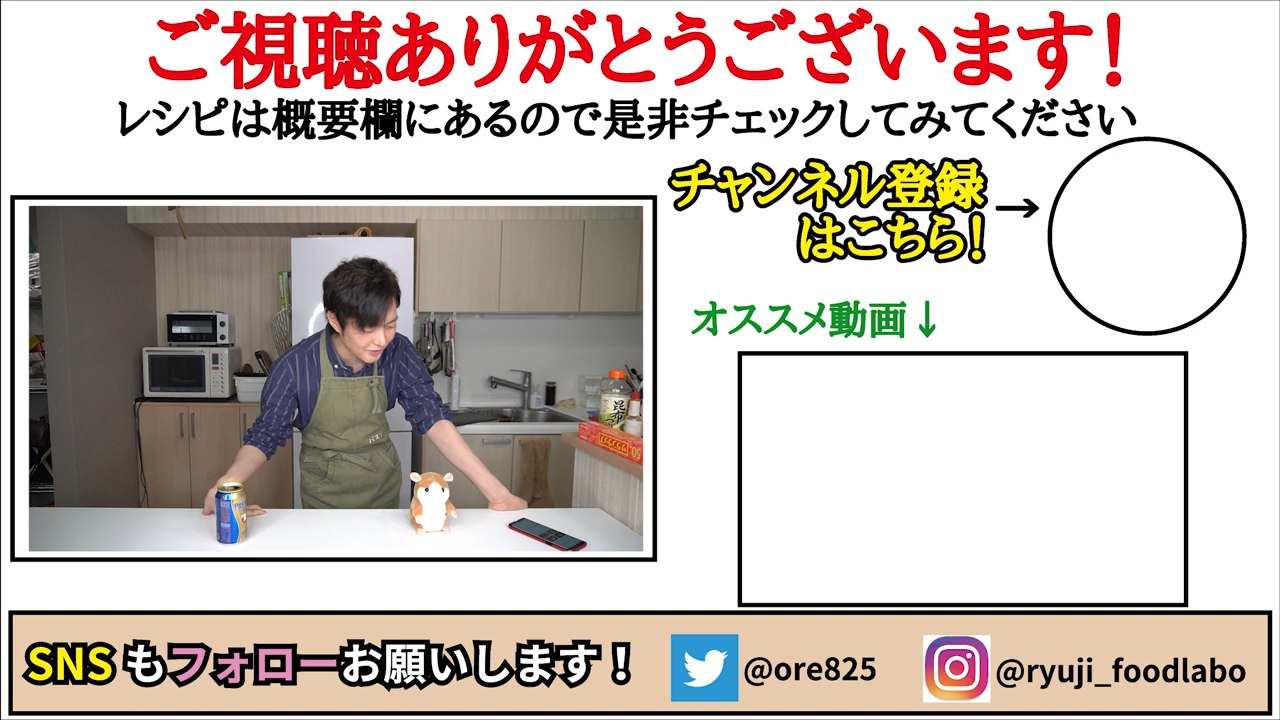 ご視聴ありがとうございます!
レシピは概要欄にあるので是非チェックしてみてください
チャンネル登録
はこちら!
→
オススメ動画↓
昆布
SNSもフォローお願いします!
@ore825
@ryuji_foodlabo